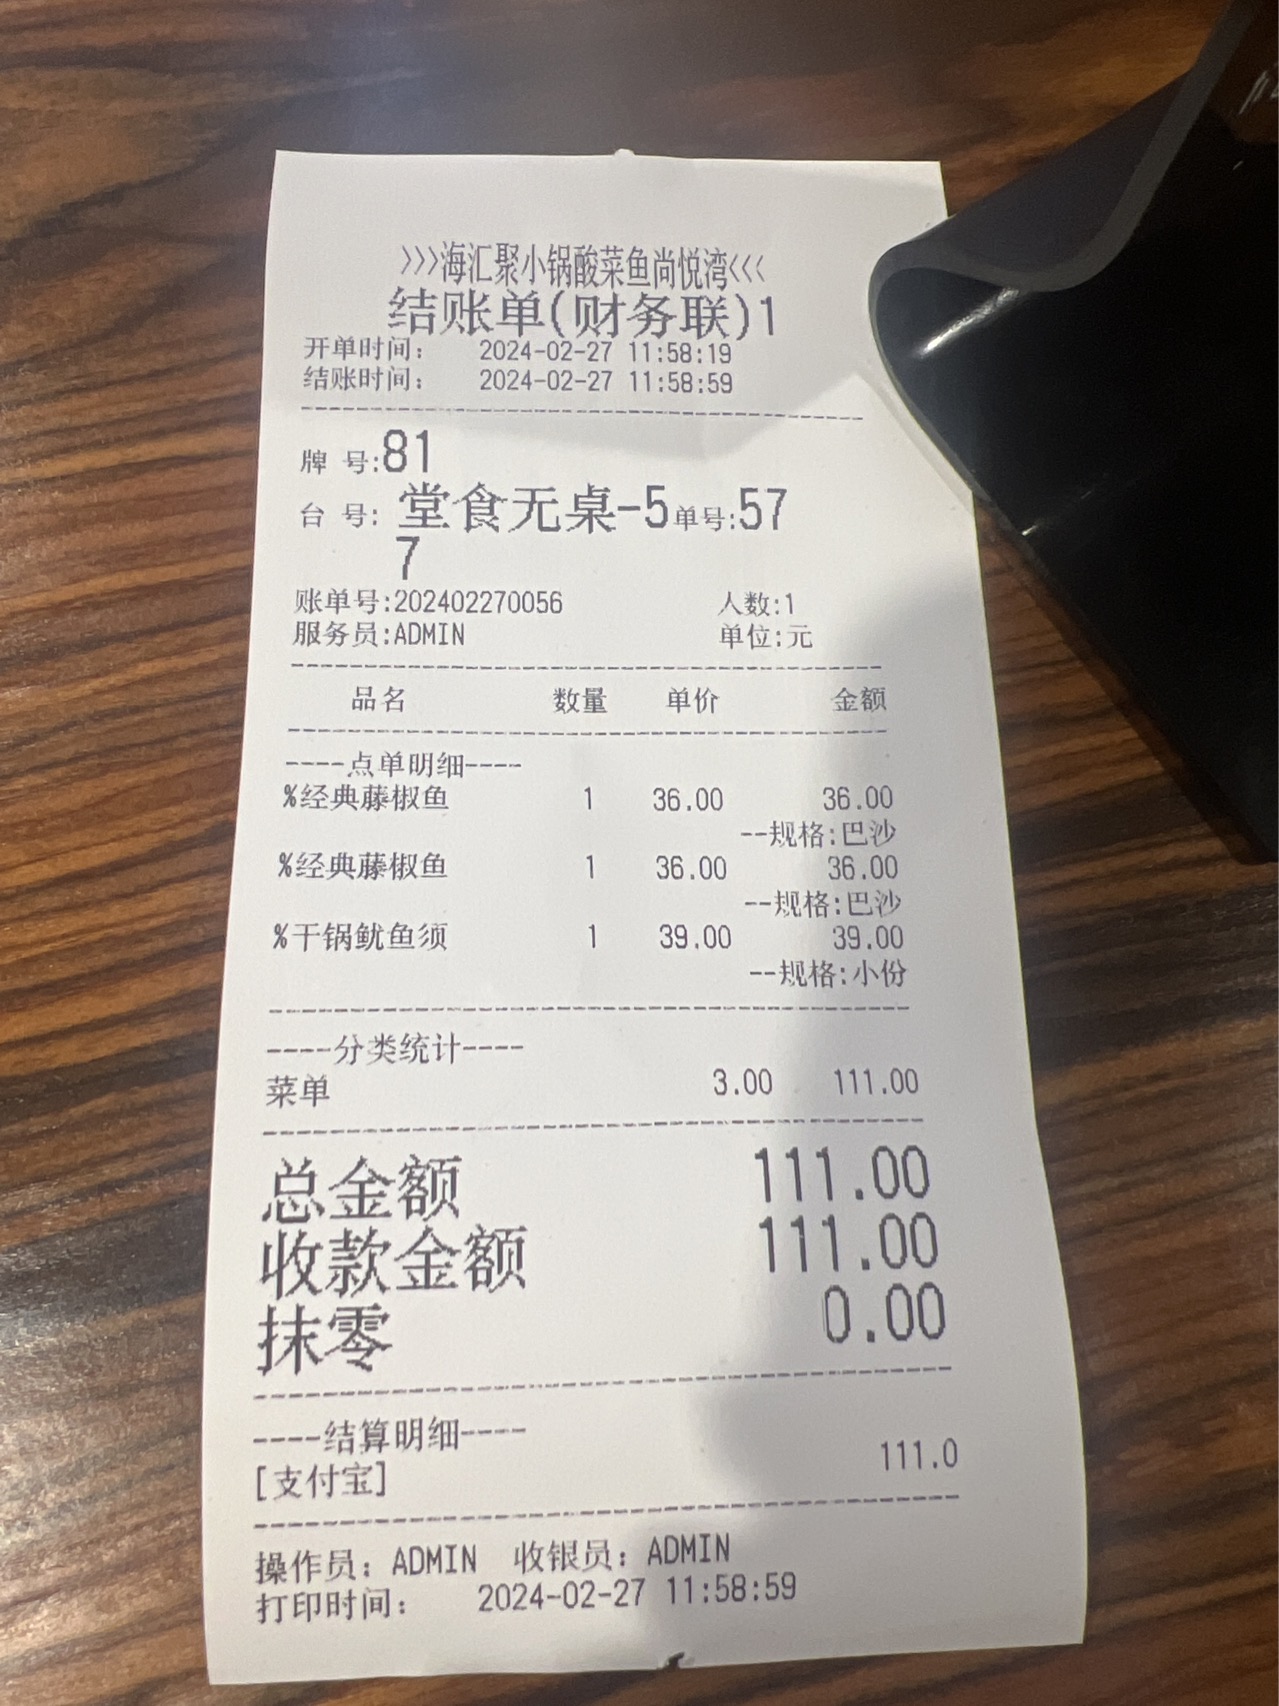 >>>海汇聚小锅酸菜鱼尚悦湾<<<
结账单(财务联)1
开单时间: 2024-02-27 11:58:19
结账时间: 2024-02-27 11:58:59
牌 号:81
台 号: 堂食无桌-5单号:57
7
账单号:202402270056 人数:1
服务员:ADMIN 单位:元
品名 数量 单价 金额
----点单明细----
%经典藤椒鱼 1 36.00 36.00
--规格:巴沙
%经典藤椒鱼 1 36.00 36.00
--规格:巴沙
%干锅鱿鱼须 1 39.00 39.00
--规格:小份
----分类统计----
菜单 3.00 111.00
总金额 111.00
收款金额 111.00
抹零 0.00
----结算明细----
[支付宝] 111.0
操作员: ADMIN 收银员: ADMIN
打印时间: 2024-02-27 11:58:59